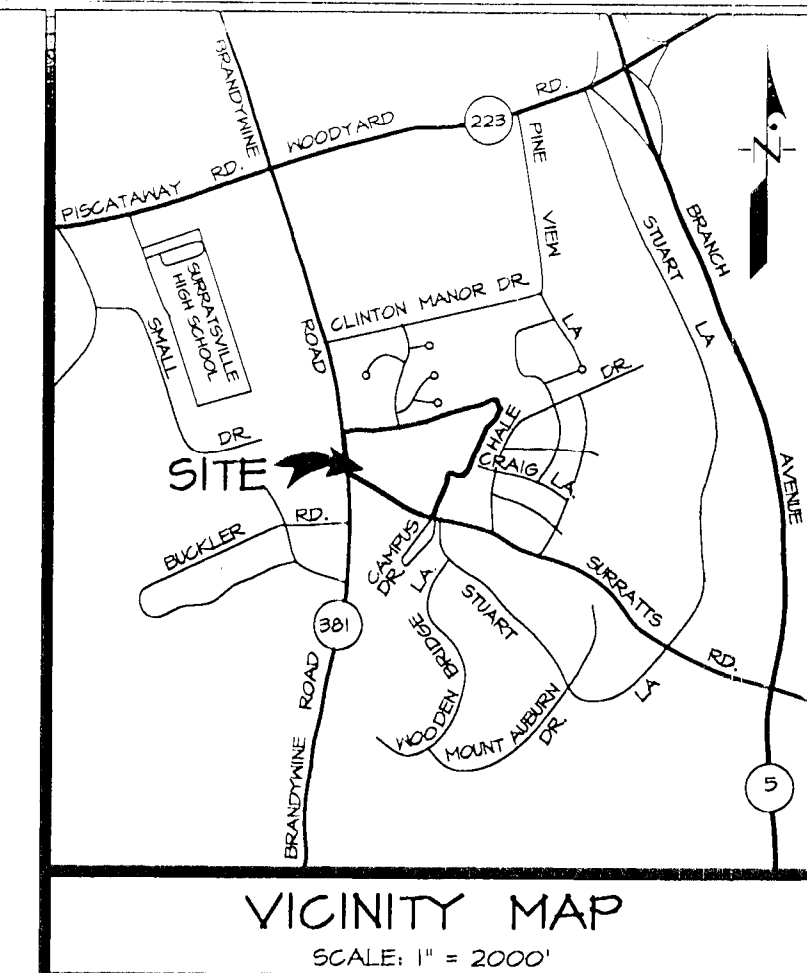 BRANDYWINE
ROAD
PISCATAWAY RD.
WOODYARD RD.
223
PINE VIEW LA
N
STUART LA
BRANCH AVENUE
SURRATSVILLE
HIGH SCHOOL
SMALL DR
CLINTON MANOR DR
HALE DR
CRAIG LA.
SITE
BUCKLER RD.
CAMPUS
DR.
381
SURRATTS RD.
STUART LA
WOODEN BRIDGE LA.
MOUNT AUBURN
DR.
BRANDYWINE ROAD
5
VICINITY MAP
SCALE: 1" = 2000'